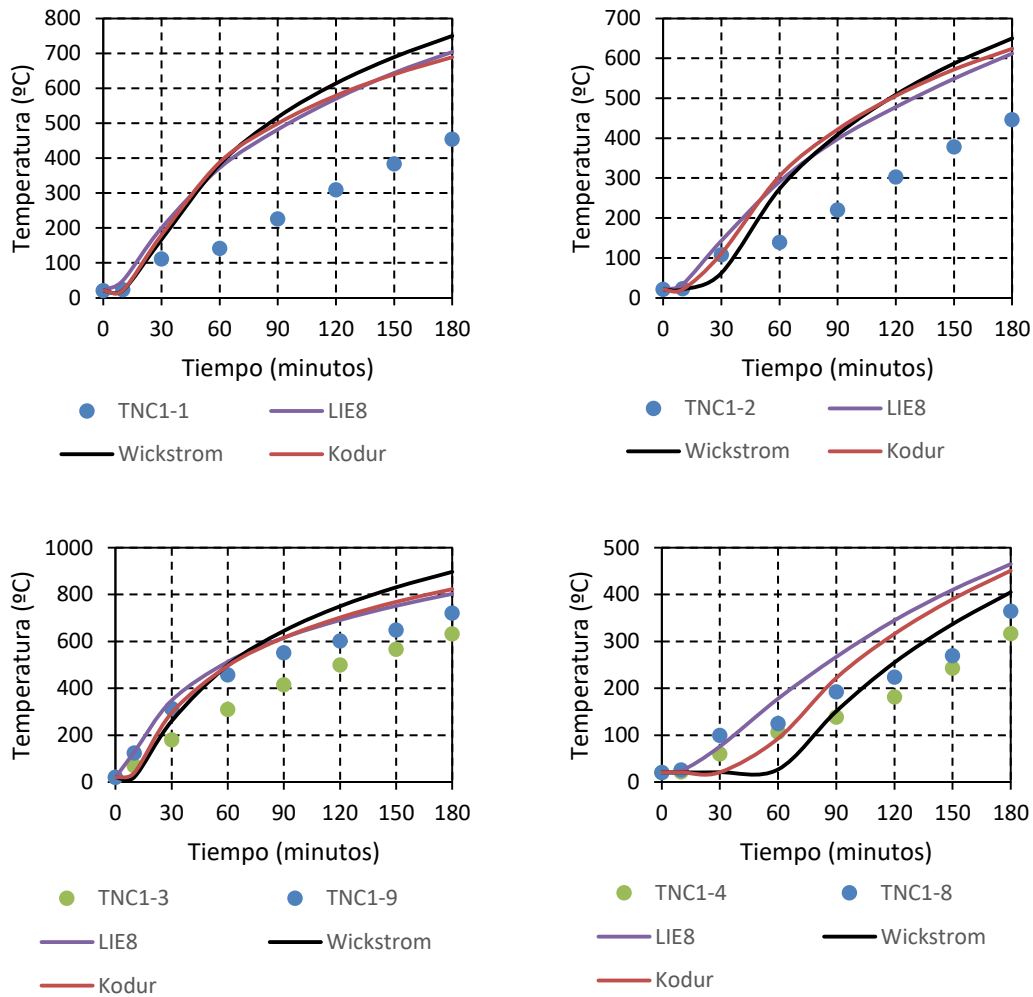 800
700
600
500
400
300
200
100
0
Temperatura (ºC)
0 30 60 90 120 150 180
Tiempo (minutos)
TNC1-1 LIE8
Wickstrom Kodur
700
600
500
400
300
200
100
0
Temperatura (ºC)
0 30 60 90 120 150 180
Tiempo (minutos)
TNC1-2 LIE8
Wickstrom Kodur
1000
800
600
400
200
0
Temperatura (ºC)
0 30 60 90 120 150 180
Tiempo (minutos)
TNC1-3 TNC1-9
LIE8 Wickstrom
Kodur
500
400
300
200
100
0
Temperatura (ºC)
0 30 60 90 120 150 180
Tiempo (minutos)
TNC1-4 TNC1-8
LIE8 Wickstrom
Kodur